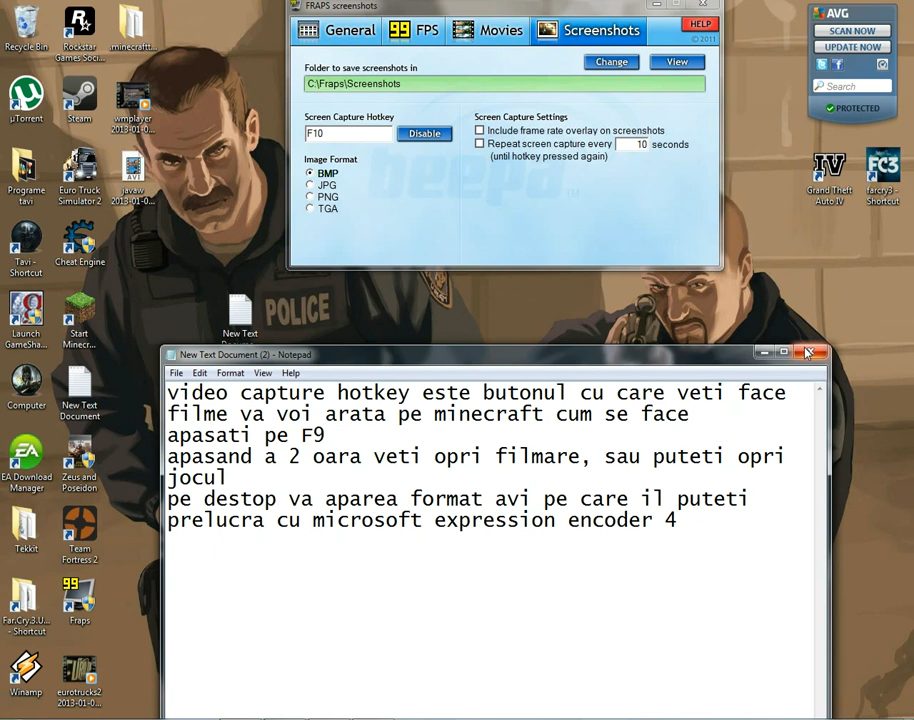 FRAPS screenshots
General
99 FPS
Movies
Screenshots
HELP
© 2011
Folder to save screenshots in
Change
View
C:\Fraps\Screenshots
Screen Capture Hotkey
F10
Disable
Image Format
BMP
JPG
PNG
TGA
Screen Capture Settings
Include frame rate overlay on screenshots
Repeat screen capture every 10 seconds
(until hotkey pressed again)
beepa
AVG
SCAN NOW
UPDATE NOW
Search
PROTECTED
Recycle Bin
Rockstar
Games Soci...
.minecraftt...
µTorrent
Steam
wmplayer
2013-01-0...
Programe
tavi
Euro Truck
Simulator 2
javaw
2013-01-0...
Tavi -
Shortcut
Cheat Engine
Launch
GameSha...
Start
Minecr...
Computer
New Text
Document
EA Download
Manager
Zeus and
Poseidon
Tekkit
Team
Fortress 2
Far.Cry.3.U...
- Shortcut
99
Fraps
Winamp
eurotrucks2
2013-01-0...
Grand Theft
Auto IV
FC3
farcry3 -
Shortcut
POLICE
New Text
New Text Document (2) - Notepad
File Edit Format View Help
video capture hotkey este butonul cu care veti face
filme va voi arata pe minecraft cum se face
apasati pe F9
apasand a 2 oara veti opri filmare, sau puteti opri
jocul
pe destop va aparea format avi pe care il puteti
prelucra cu microsoft expression encoder 4